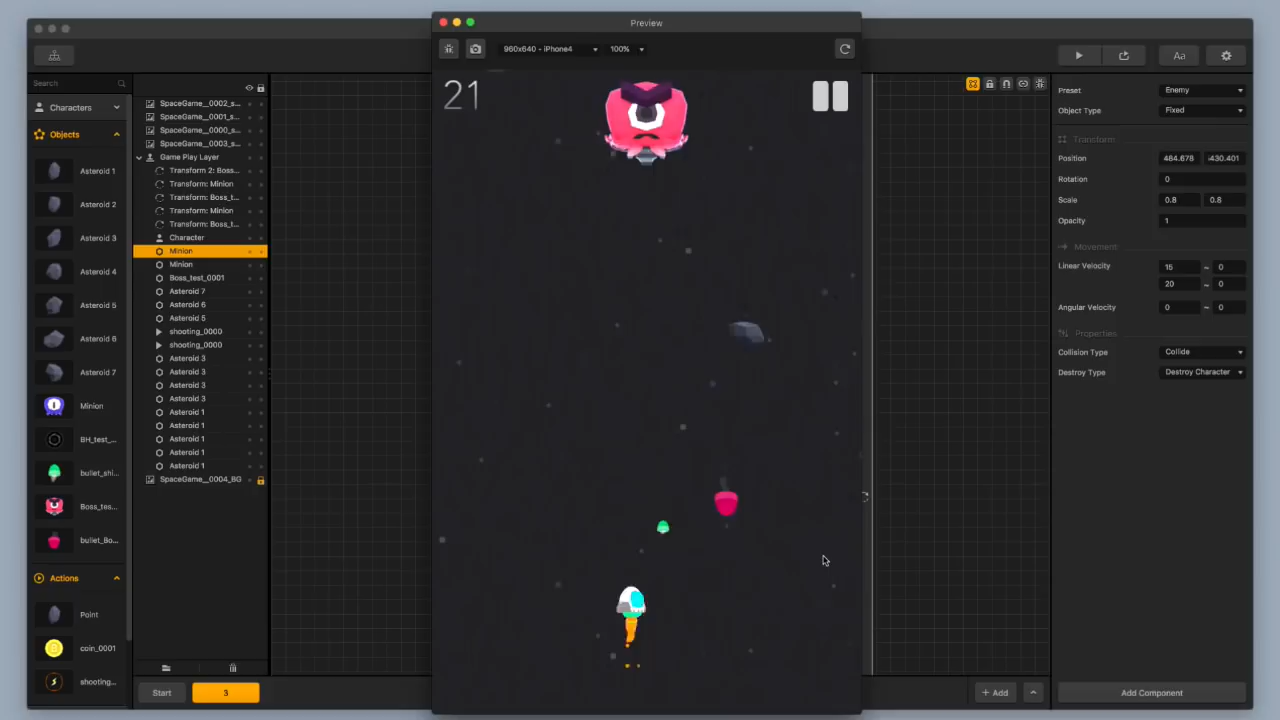 Preview
960x640 - iPhone4
100%
Aa
Search
Characters
Objects
Asteroid 1
Asteroid 2
Asteroid 3
Asteroid 4
Asteroid 5
Asteroid 6
Asteroid 7
Minion
BH_test_...
bullet_shi...
Boss_tes...
bullet_Bo...
Actions
Point
coin_0001
shooting...
SpaceGame__0002_s...
SpaceGame__0001_s...
SpaceGame__0000_s...
SpaceGame__0003_s...
Game Play Layer
Transform 2: Boss...
Transform: Minion
Transform: Boss_t...
Transform: Minion
Transform: Boss_t...
Character
Minion
Minion
Boss_test_0001
Asteroid 7
Asteroid 6
Asteroid 5
shooting_0000
shooting_0000
Asteroid 3
Asteroid 3
Asteroid 3
Asteroid 3
Asteroid 1
Asteroid 1
Asteroid 1
Asteroid 1
Asteroid 1
SpaceGame__0004_BG
Start
3
21
+ Add
Preset
Enemy
Object Type
Fixed
Transform
Position
464.678
Rotation
0
Scale
0.8
0.8
Opacity
1
Movement
Linear Velocity
15 ~ 0
20 ~ 0
Angular Velocity
0 ~ 0
Properties
Collision Type
Collide
Destroy Type
Destroy Character
Add Component